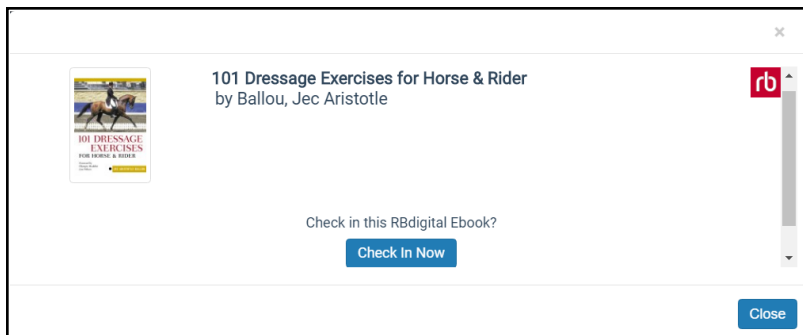 ×
101 Dressage Exercises for Horse & Rider
by Ballou, Jec Aristotle
rb
101 DRESSAGE
EXERCISES
FOR HORSE & RIDER
Check in this RBdigital Ebook?
Check In Now
Close